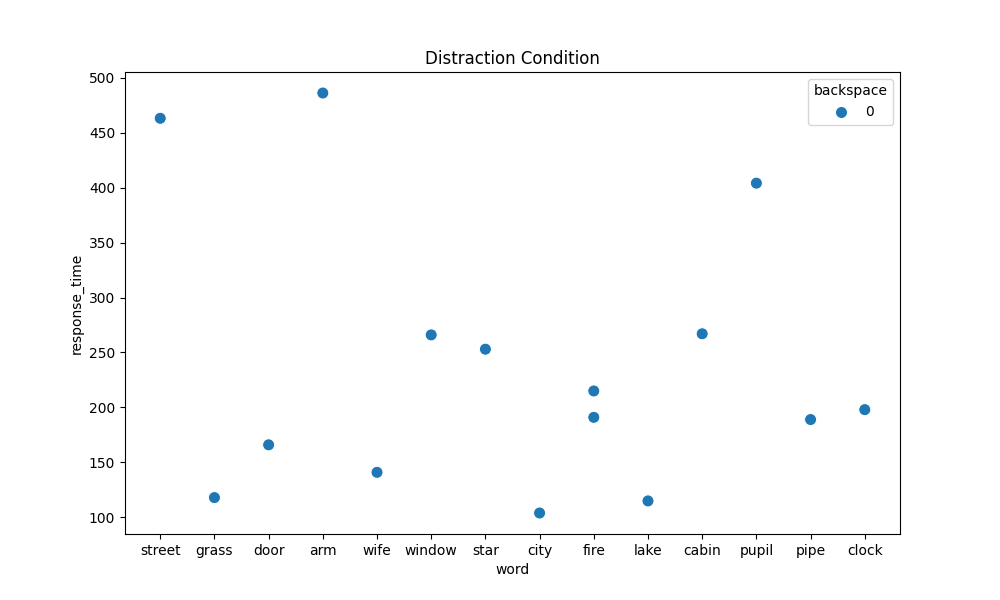 Distraction Condition
backspace
0
500
450
400
350
300
250
200
150
100
response_time
street grass door arm wife window star city fire lake cabin pupil pipe clock
word